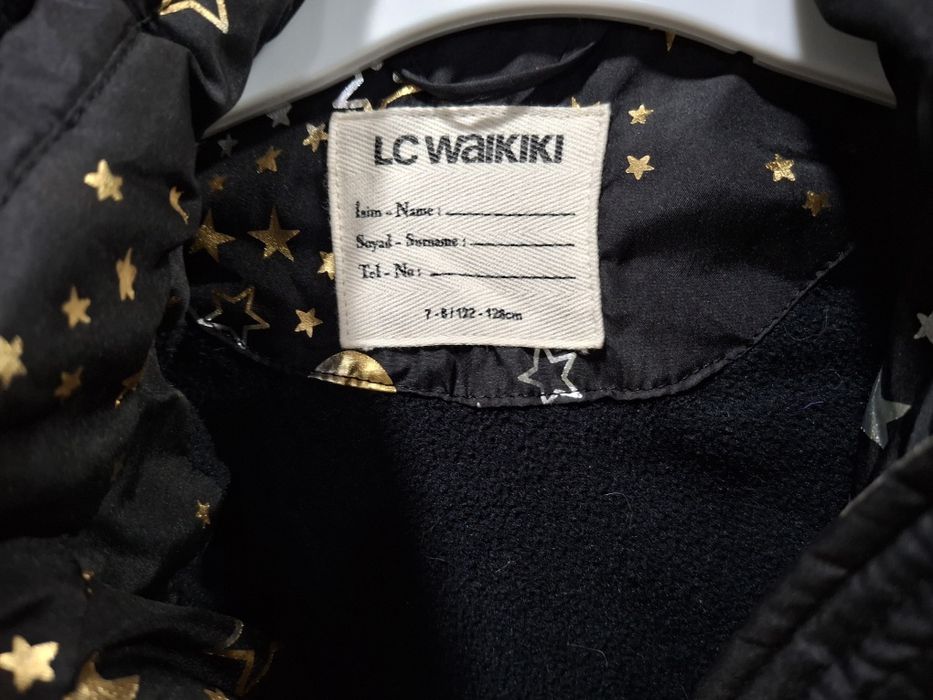 LC WAIKIKI
İsim - Name :
Soyad - Surname :
Tel - No :
7 - 8 / 122 - 128cm